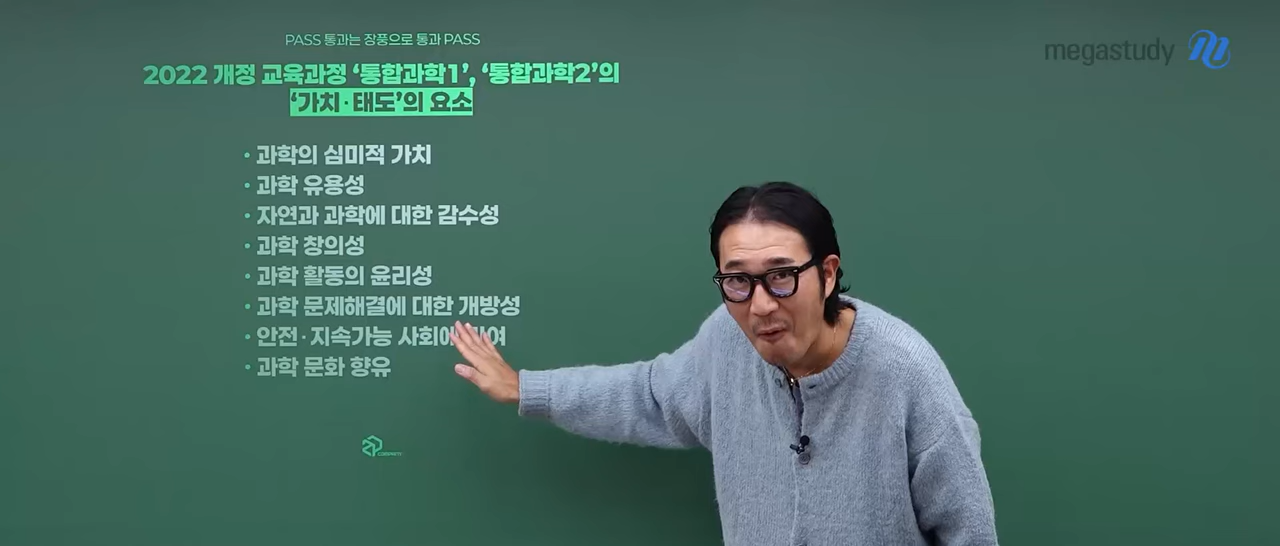 PASS 통과는 장풍으로 통과 PASS
megastudy
2022 개정 교육과정 ‘통합과학1’, ‘통합과학2’의
‘가치·태도’의 요소
• 과학의 심미적 가치
• 과학 유용성
• 자연과 과학에 대한 감수성
• 과학 창의성
• 과학 활동의 윤리성
• 과학 문제해결에 대한 개방성
• 안전·지속가능 사회에
• 과학 문화 향유